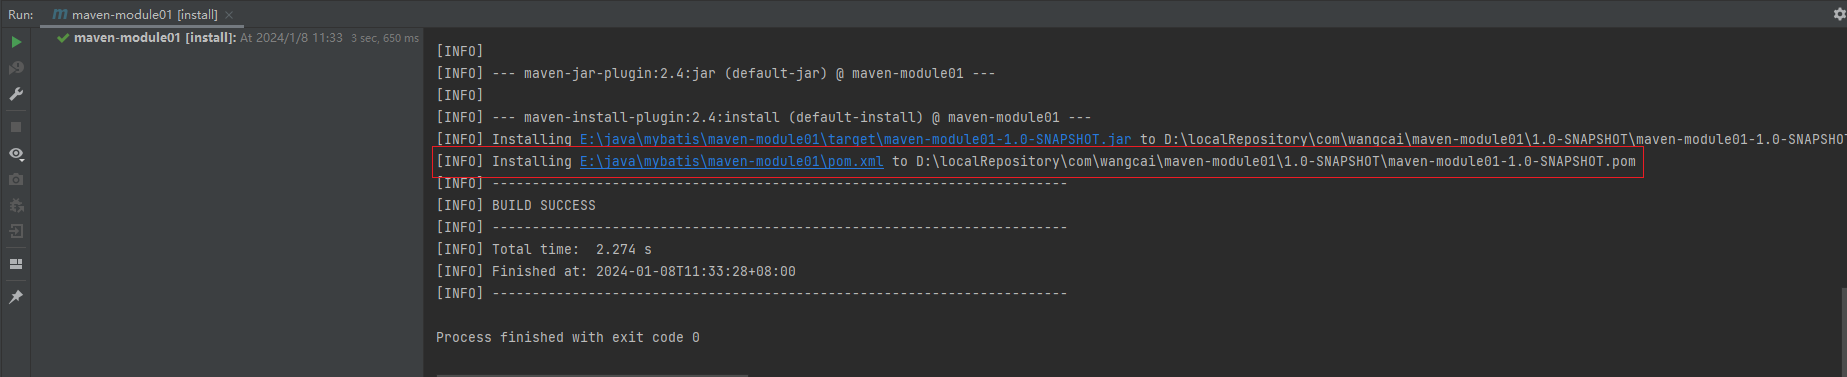 Run: maven-module01 [install] ×
maven-module01 [install]: At 2024/1/8 11:33 3 sec, 650 ms
[INFO]
[INFO] --- maven-jar-plugin:2.4:jar (default-jar) @ maven-module01 ---
[INFO]
[INFO] --- maven-install-plugin:2.4:install (default-install) @ maven-module01 ---
[INFO] Installing E:\java\mybatis\maven-module01\target\maven-module01-1.0-SNAPSHOT.jar to D:\localRepository\com\wangcai\maven-module01\1.0-SNAPSHOT\maven-module01-1.0-SNAPSHOT
[INFO] Installing E:\java\mybatis\maven-module01\pom.xml to D:\localRepository\com\wangcai\maven-module01\1.0-SNAPSHOT\maven-module01-1.0-SNAPSHOT.pom
[INFO] ------------------------------------------------------------------------
[INFO] BUILD SUCCESS
[INFO] ------------------------------------------------------------------------
[INFO] Total time:  2.274 s
[INFO] Finished at: 2024-01-08T11:33:28+08:00
[INFO] ------------------------------------------------------------------------
Process finished with exit code 0